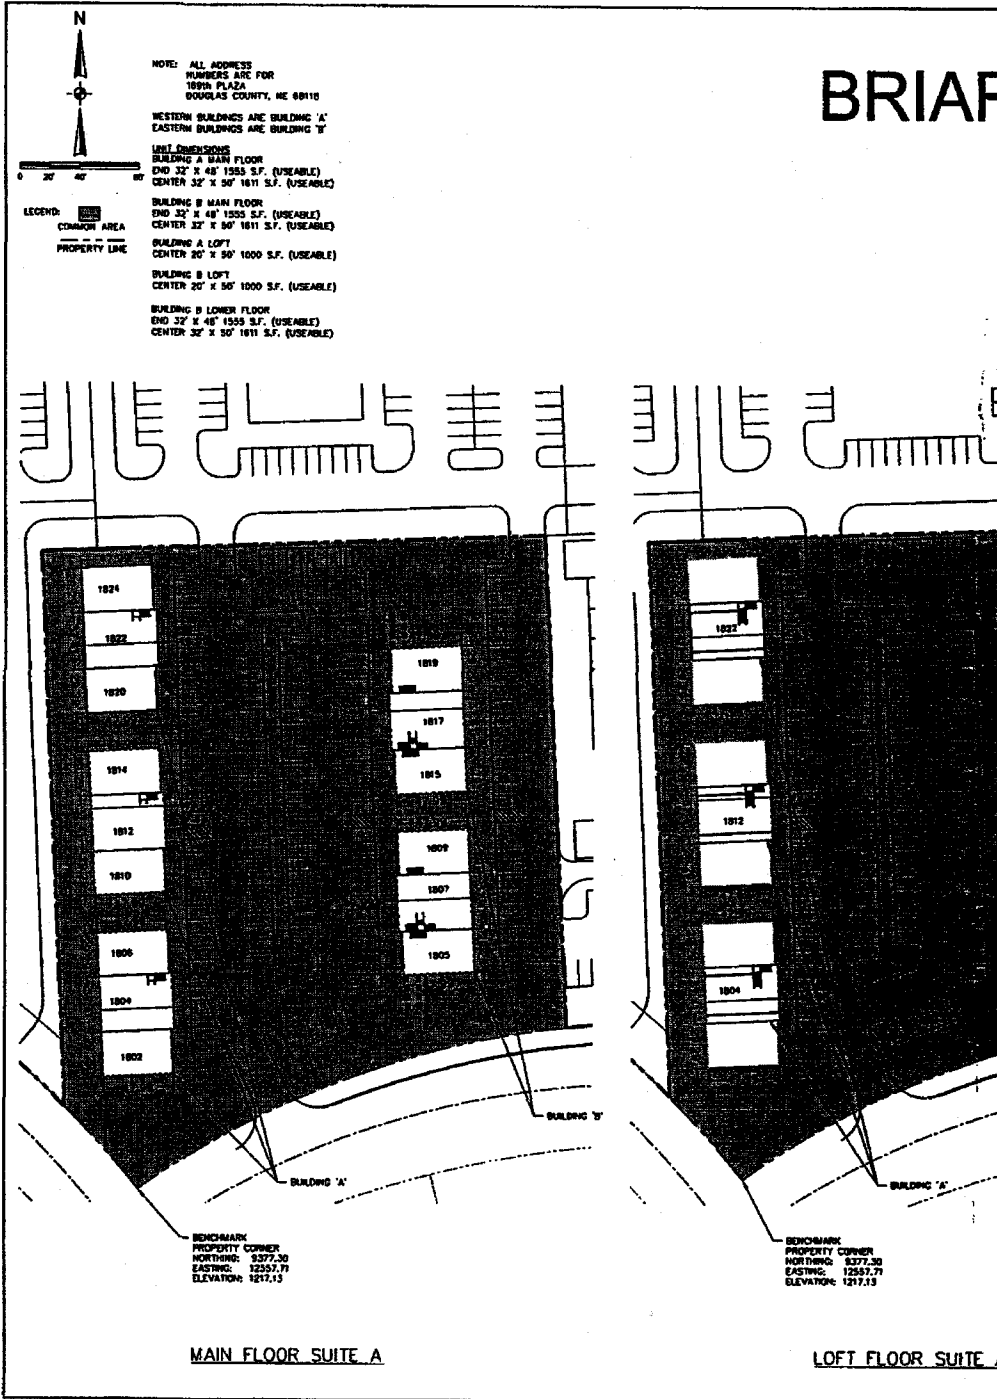 N
0 20' 40' 80'
LEGEND:
COMMON AREA
PROPERTY LINE
NOTE: ALL ADDRESS
NUMBERS ARE FOR
169th PLAZA
DOUGLAS COUNTY, NE 68118
WESTERN BUILDINGS ARE BUILDING 'A'
EASTERN BUILDINGS ARE BUILDING 'B'
UNIT DIMENSIONS
BUILDING A MAIN FLOOR
END 32' X 48' 1555 S.F. (USEABLE)
CENTER 32' X 50' 1611 S.F. (USEABLE)
BUILDING B MAIN FLOOR
END 32' X 48' 1555 S.F. (USEABLE)
CENTER 32' X 50' 1611 S.F. (USEABLE)
BUILDING A LOFT
CENTER 20' X 50' 1000 S.F. (USEABLE)
BUILDING B LOFT
CENTER 20' X 50' 1000 S.F. (USEABLE)
BUILDING B LOWER FLOOR
END 32' X 48' 1555 S.F. (USEABLE)
CENTER 32' X 50' 1611 S.F. (USEABLE)
BRIAR
1824
1822
1820
1814
1812
1810
1806
1804
1802
1819
1817
1815
1809
1807
1805
BUILDING 'B'
BUILDING 'A'
BENCHMARK
PROPERTY CORNER
NORTHING: 9377.30
EASTING: 12557.71
ELEVATION: 1217.13
MAIN FLOOR SUITE A
1822
1812
1804
BUILDING 'A'
BENCHMARK
PROPERTY CORNER
NORTHING: 9377.30
EASTING: 12557.71
ELEVATION: 1217.13
LOFT FLOOR SUITE